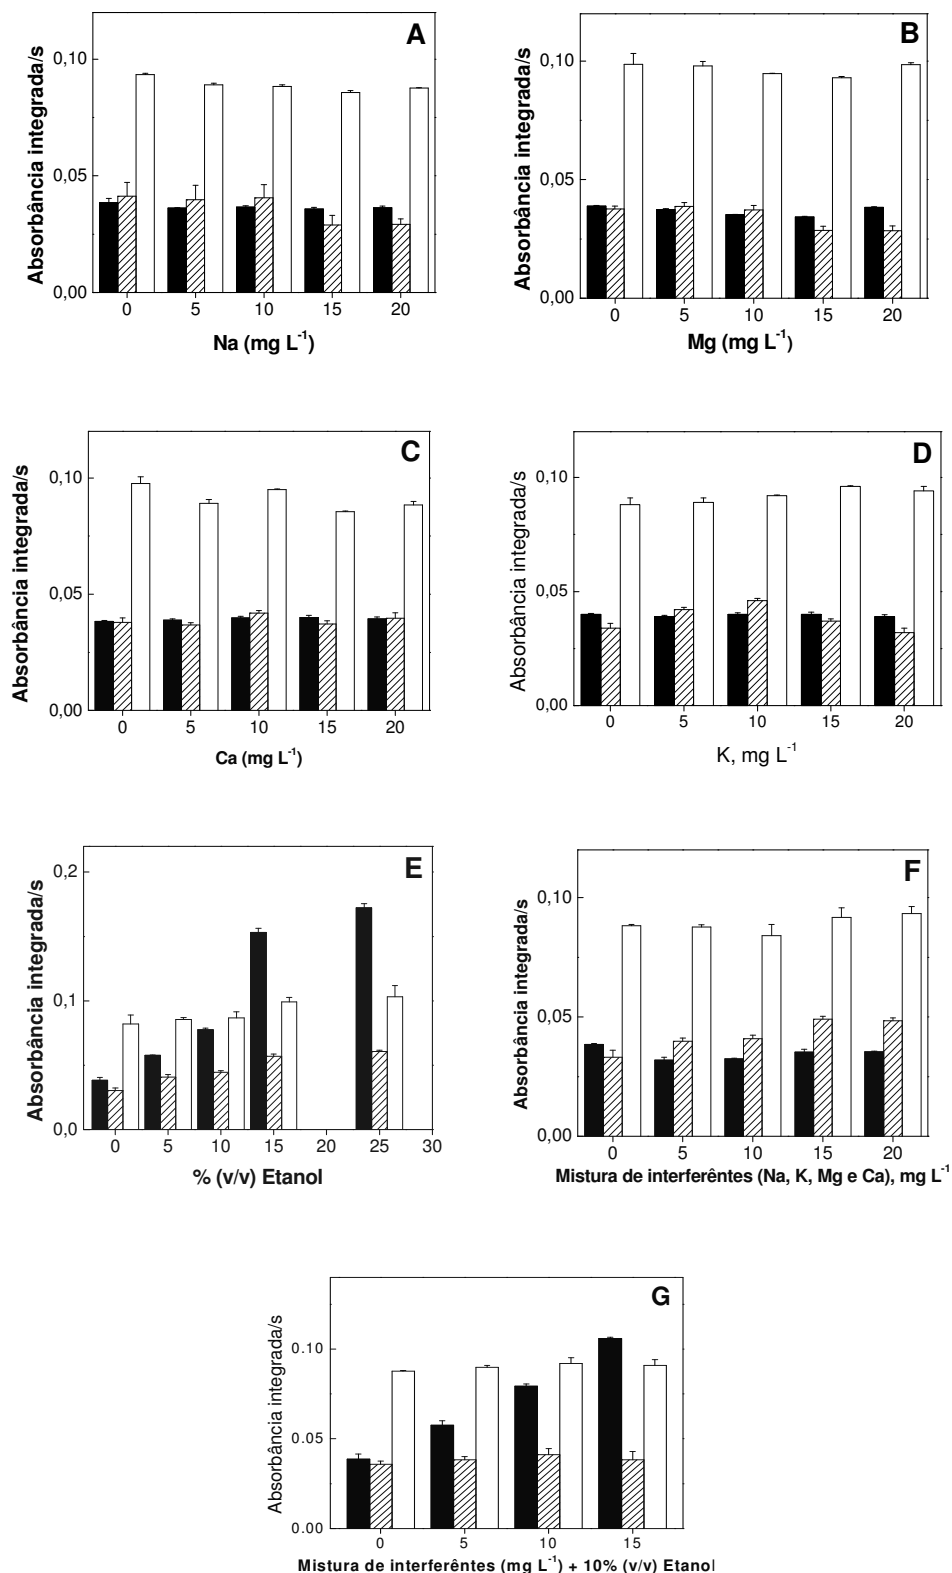 A
Absorbância integrada/s
0,10
0,05
0,00
0 5 10 15 20
Na (mg L⁻¹)
B
Absorbância integrada/s
0,10
0,05
0,00
0 5 10 15 20
Mg (mg L⁻¹)
C
Absorbância integrada/s
0,10
0,05
0,00
0 5 10 15 20
Ca (mg L⁻¹)
D
Absorbância integrada/s
0,10
0,05
0,00
0 5 10 15 20
K, mg L⁻¹
E
Absorbância integrada/s
0,2
0,1
0,0
0 5 10 15 20 25 30
% (v/v) Etanol
F
Absorbância integrada/s
0,10
0,05
0,00
0 5 10 15 20
Mistura de interferêntes (Na, K, Mg e Ca), mg L⁻¹
G
Absorbância integrada/s
0.10
0.05
0.00
0 5 10 15
Mistura de interferêntes (mg L⁻¹) + 10% (v/v) Etanol